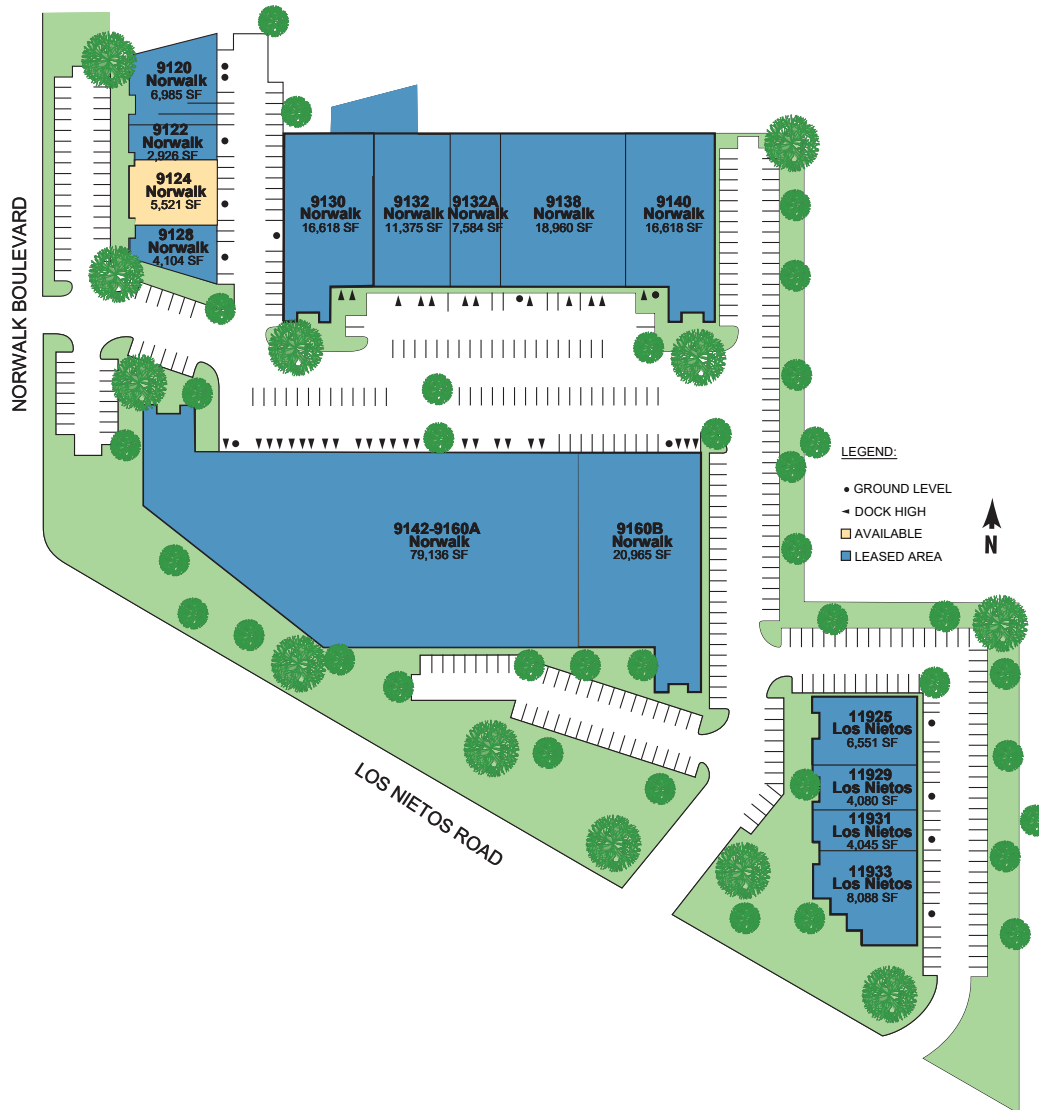 9120
Norwalk
6,985 SF
9122
Norwalk
2,926 SF
9124
Norwalk
5,521 SF
9128
Norwalk
4,104 SF
NORWALK BOULEVARD
9130
Norwalk
16,618 SF
9132
Norwalk
11,375 SF
9132A
Norwalk
7,584 SF
9138
Norwalk
18,960 SF
9140
Norwalk
16,618 SF
LEGEND:
GROUND LEVEL
DOCK HIGH
AVAILABLE
LEASED AREA
N
9142-9160A
Norwalk
79,136 SF
9160B
Norwalk
20,965 SF
LOS NIETOS ROAD
11925
Los Nietos
6,551 SF
11929
Los Nietos
4,080 SF
11931
Los Nietos
4,045 SF
11933
Los Nietos
8,088 SF